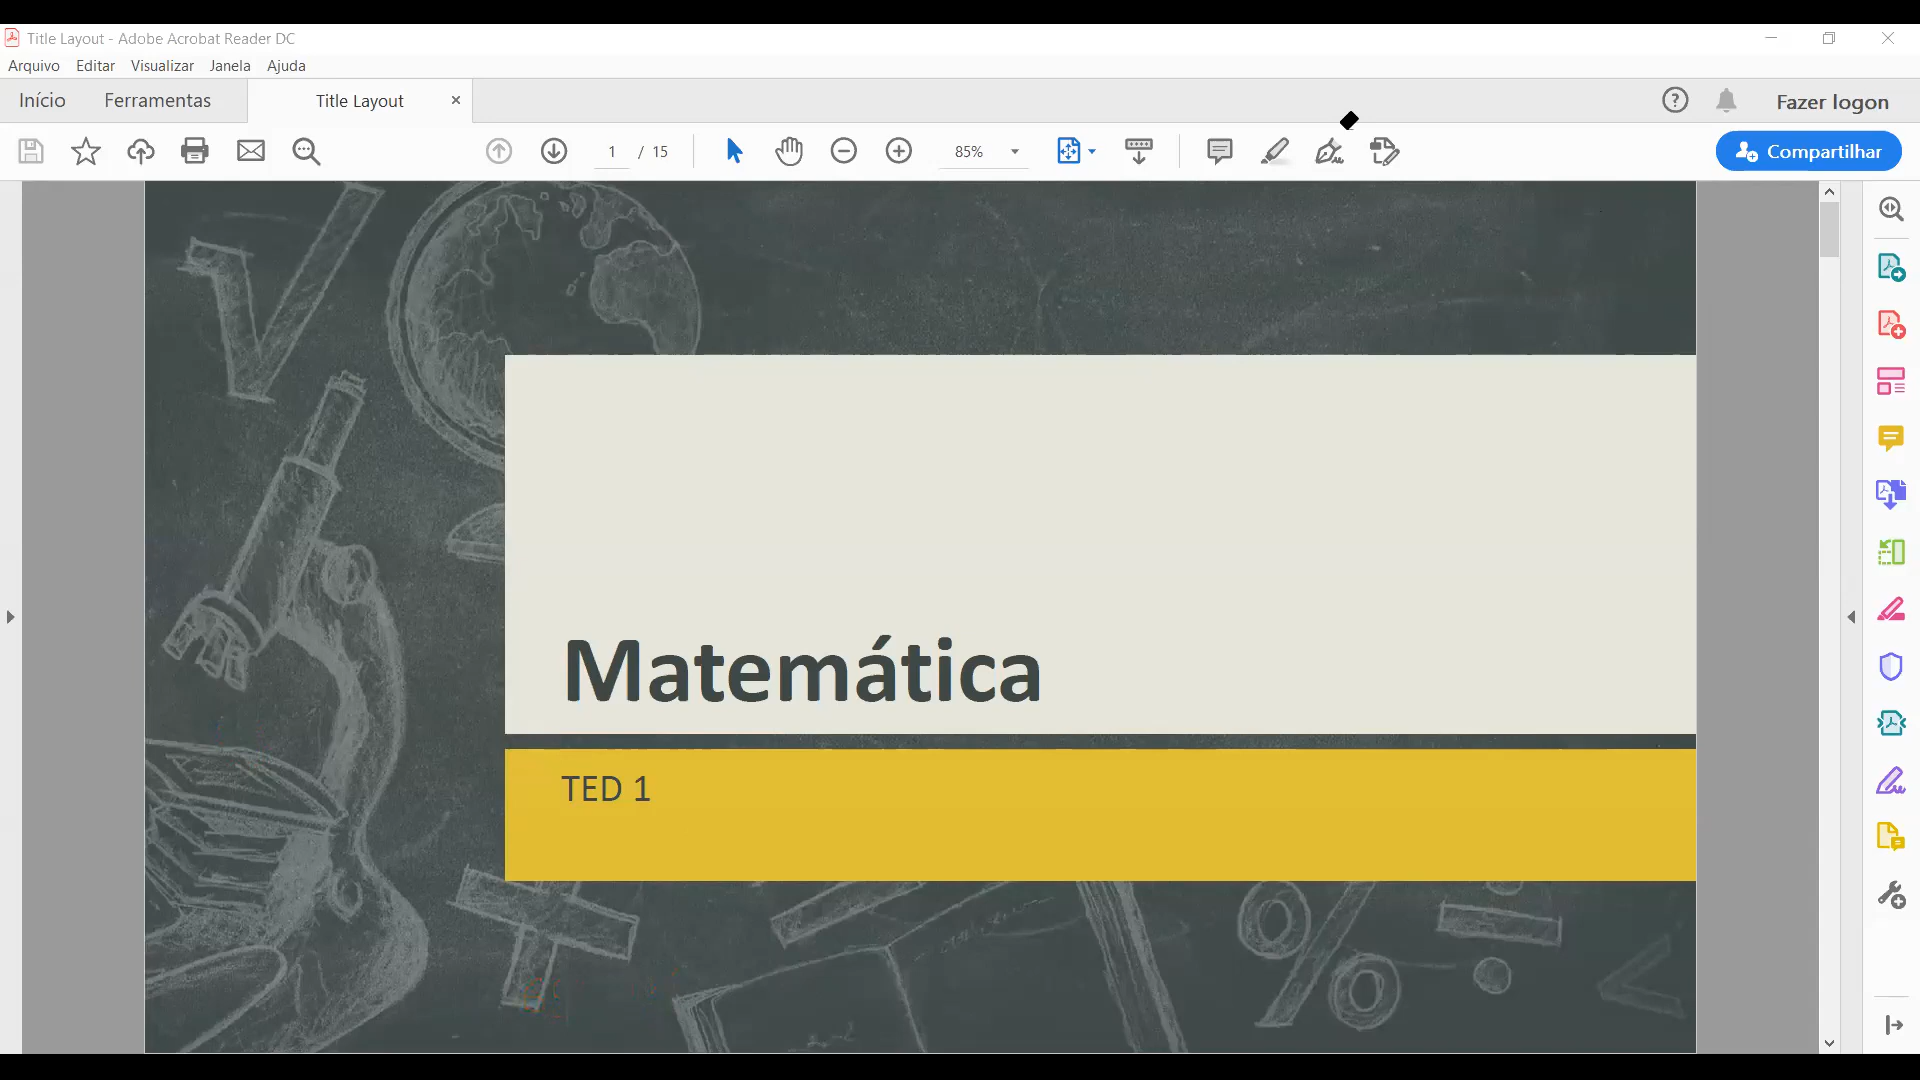 Title Layout - Adobe Acrobat Reader DC
Arquivo Editar Visualizar Janela Ajuda
Início Ferramentas Title Layout Fazer logon
1 / 15 85% Compartilhar
Matemática
TED 1